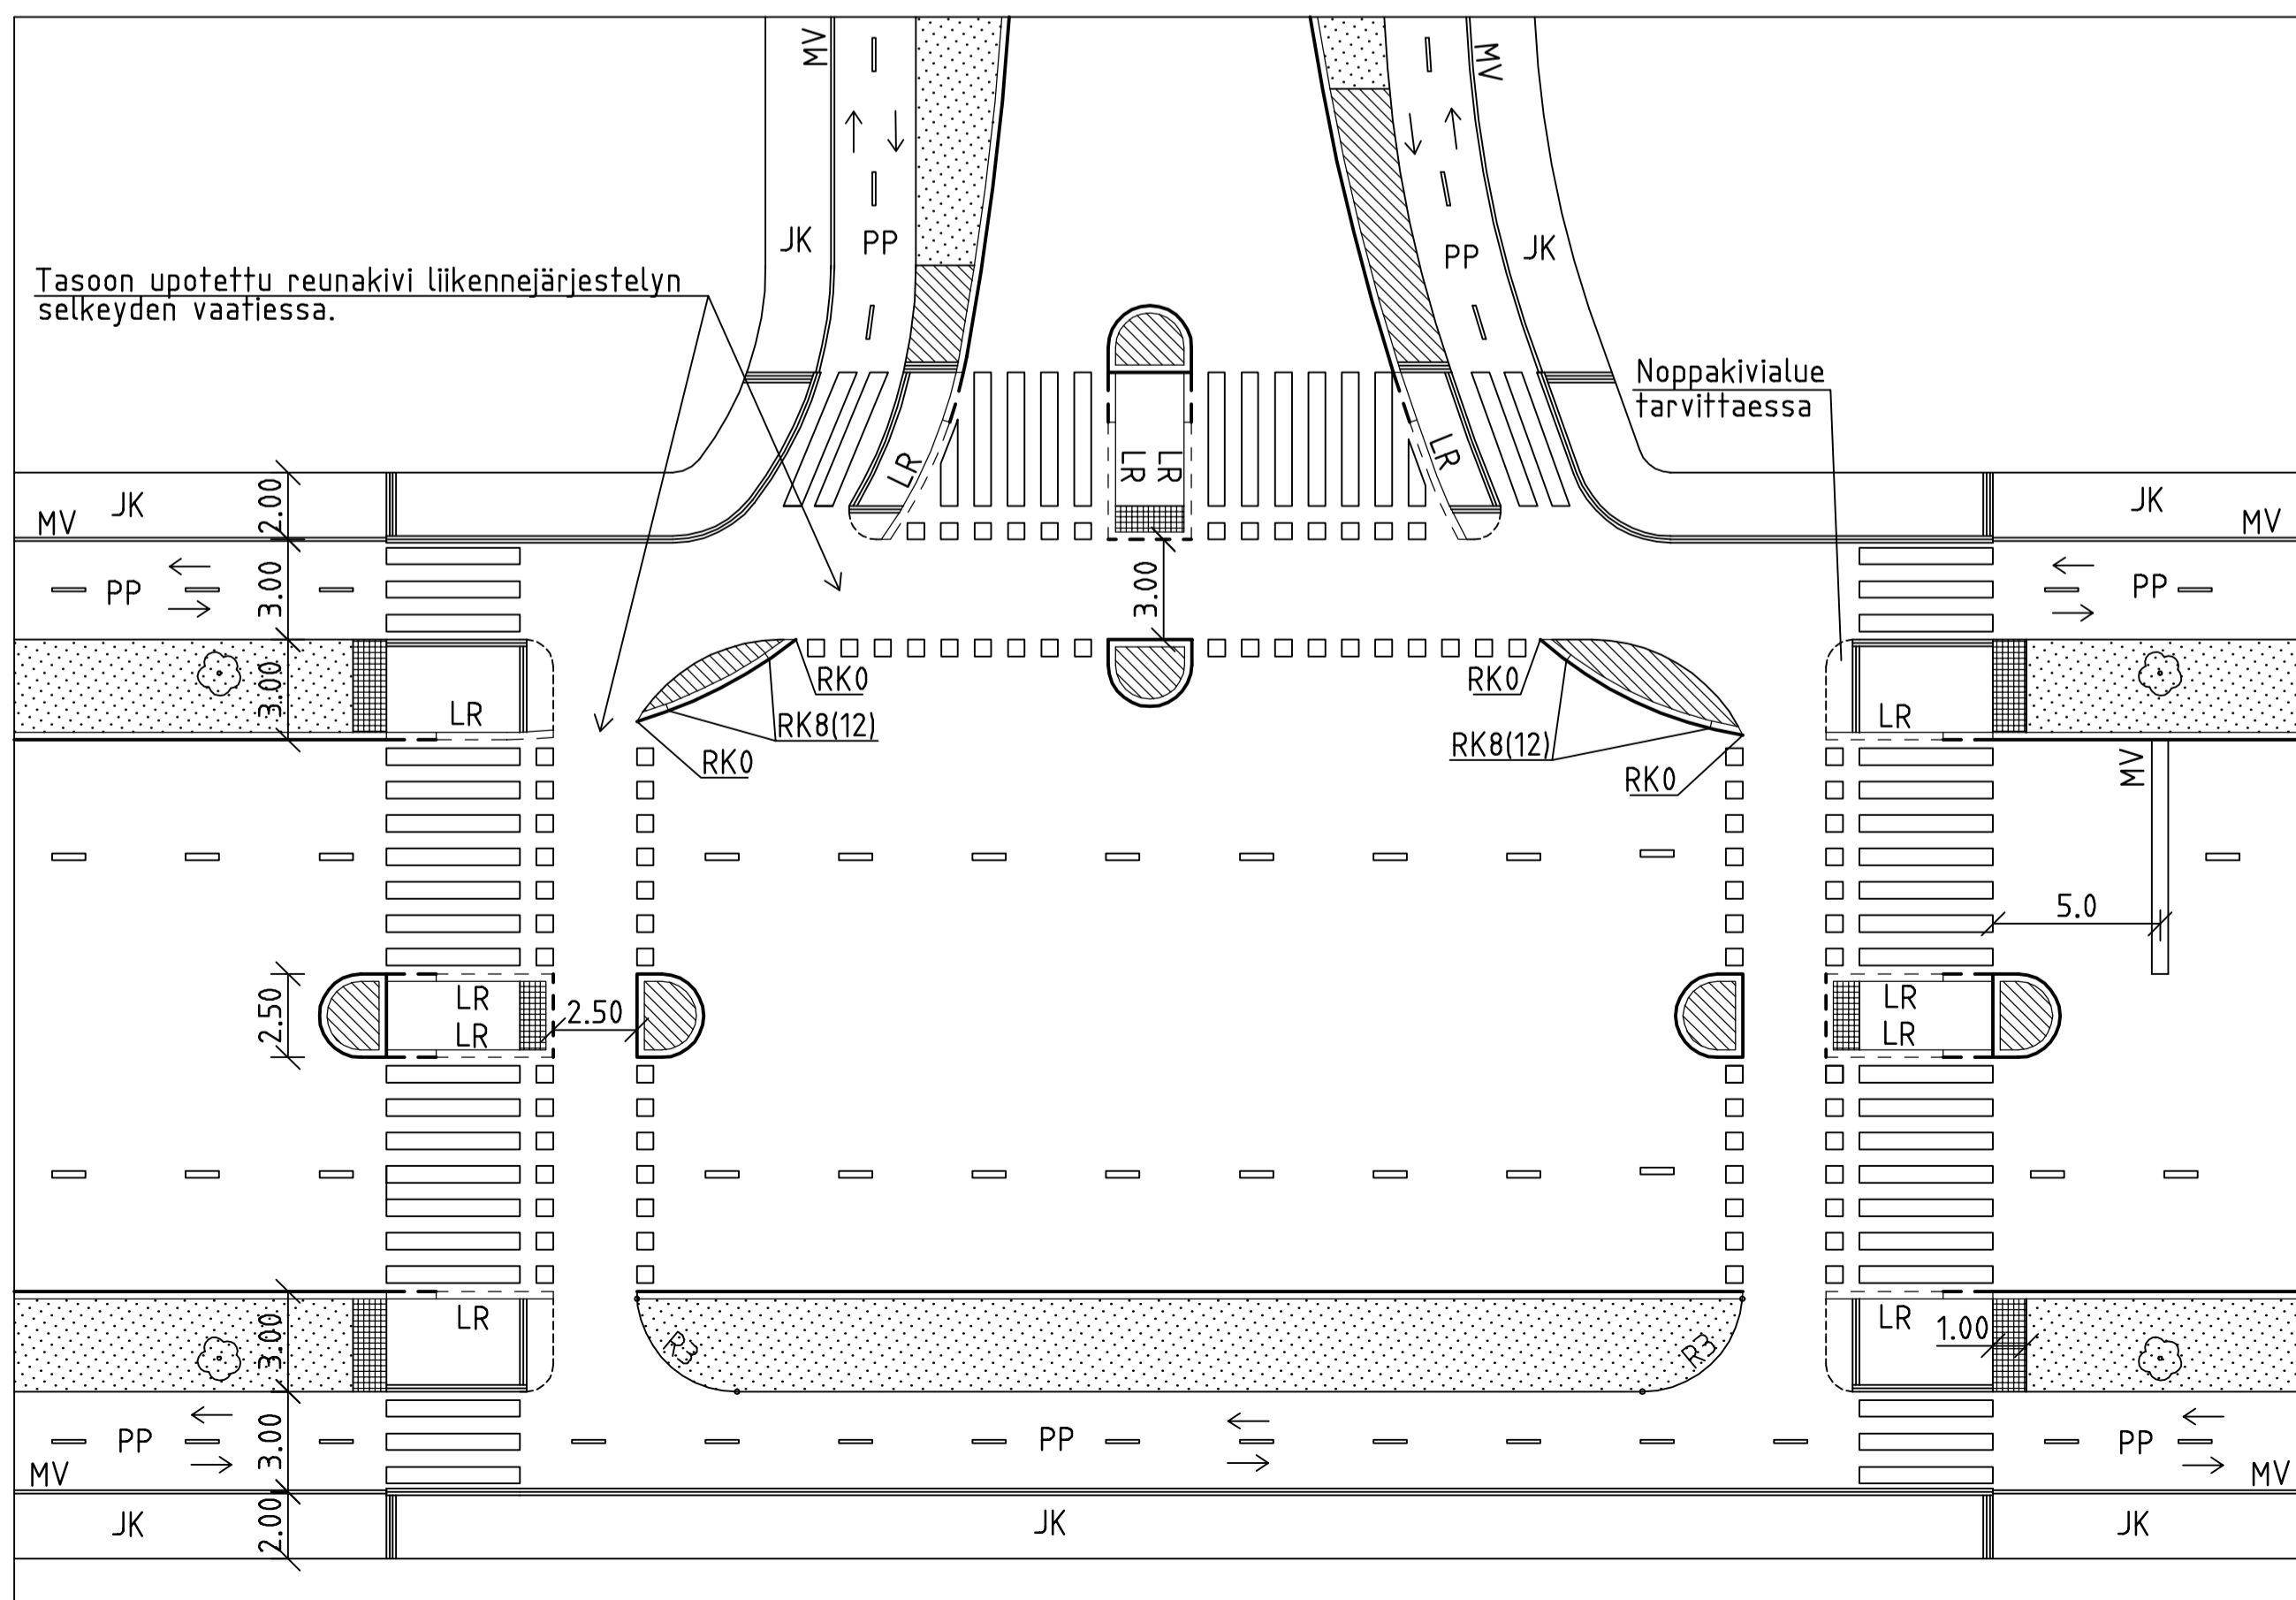 MV
MV
JK
PP
PP
JK
Tasoon upotettu reunakivi liikennejärjestelyn
selkeyden vaatiessa.
Noppakivialue
tarvittaessa
LR
LR
LR
LR
MV
JK
2.00
JK
MV
PP
3.00
3.00
PP
3.00
LR
RK0
RK8(12)
RK0
RK0
RK8(12)
RK0
LR
MV
5.0
2.50
LR
LR
2.50
LR
LR
LR
3.00
R3
R3
LR
1.00
PP
3.00
PP
PP
MV
MV
JK
2.00
JK
JK